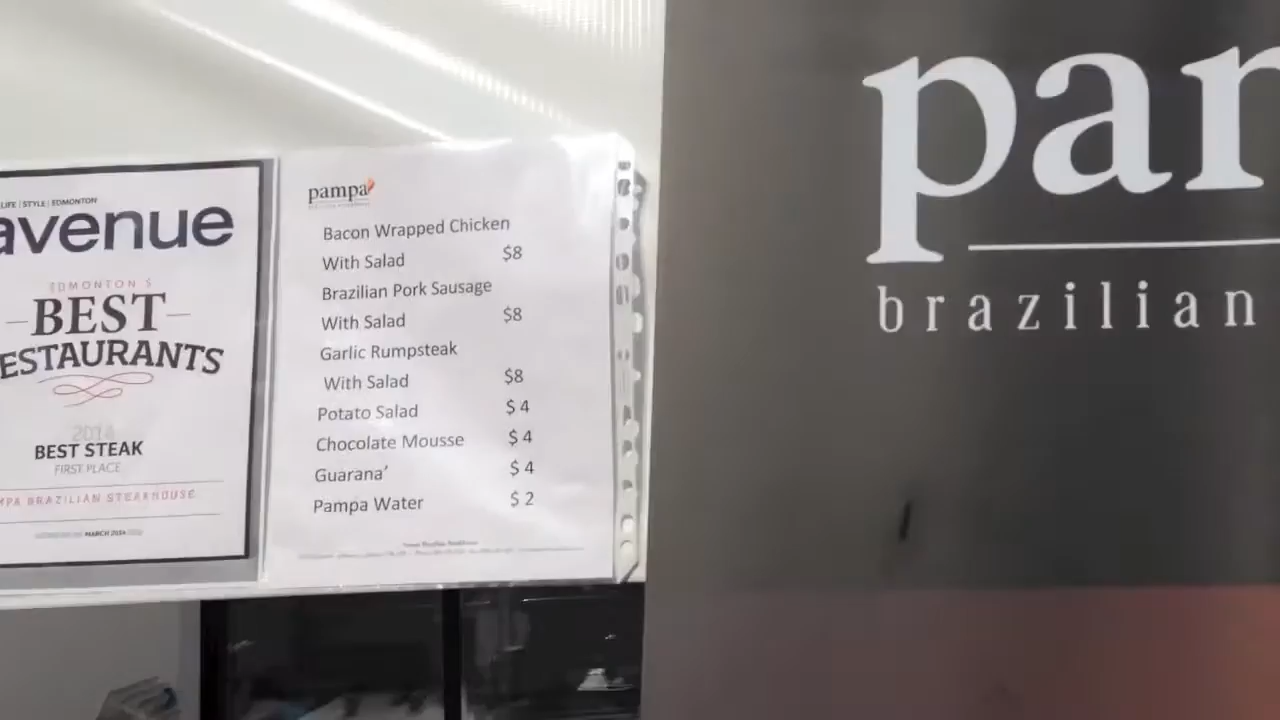 LIFE | STYLE | EDMONTON
avenue
EDMONTON'S
BEST
ESTAURANTS
2014
BEST STEAK
FIRST PLACE
MPA BRAZILIAN STEAKHOUSE
MARCH 2014
pampa
Bacon Wrapped Chicken
With Salad $8
Brazilian Pork Sausage
With Salad $8
Garlic Rumpsteak
With Salad $8
Potato Salad $ 4
Chocolate Mousse $ 4
Guarana’ $ 4
Pampa Water $ 2
par
brazilian